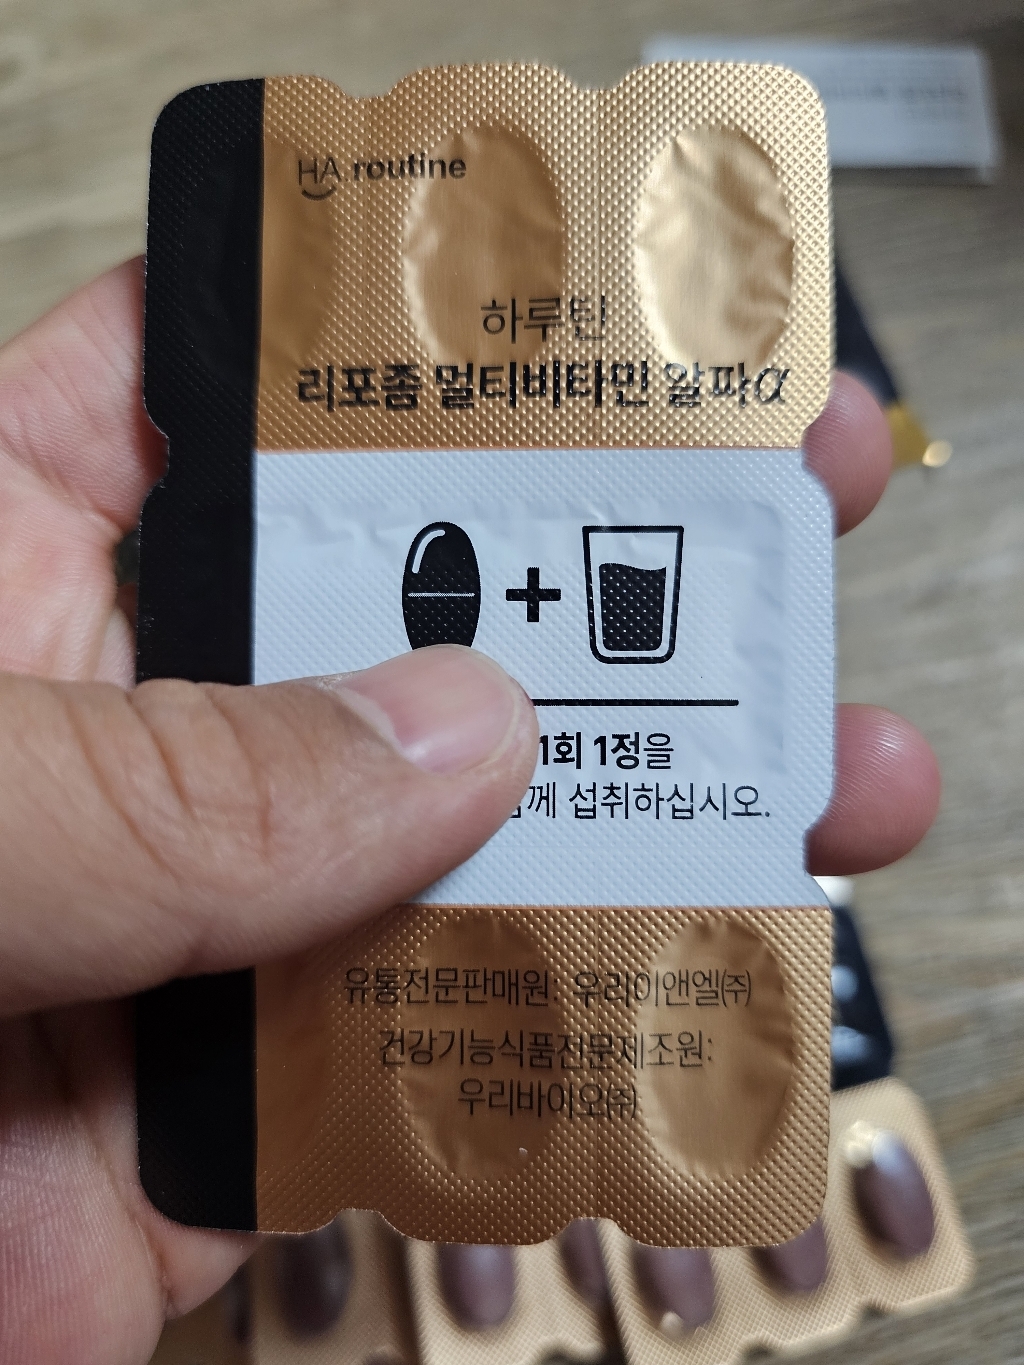 HA routine
하루틴
리포좀 멀티비타민 알파α
1회 1정을
섭취하십시오.
유통전문판매원: 우리이앤엘㈜
건강기능식품전문제조원:
우리바이오㈜